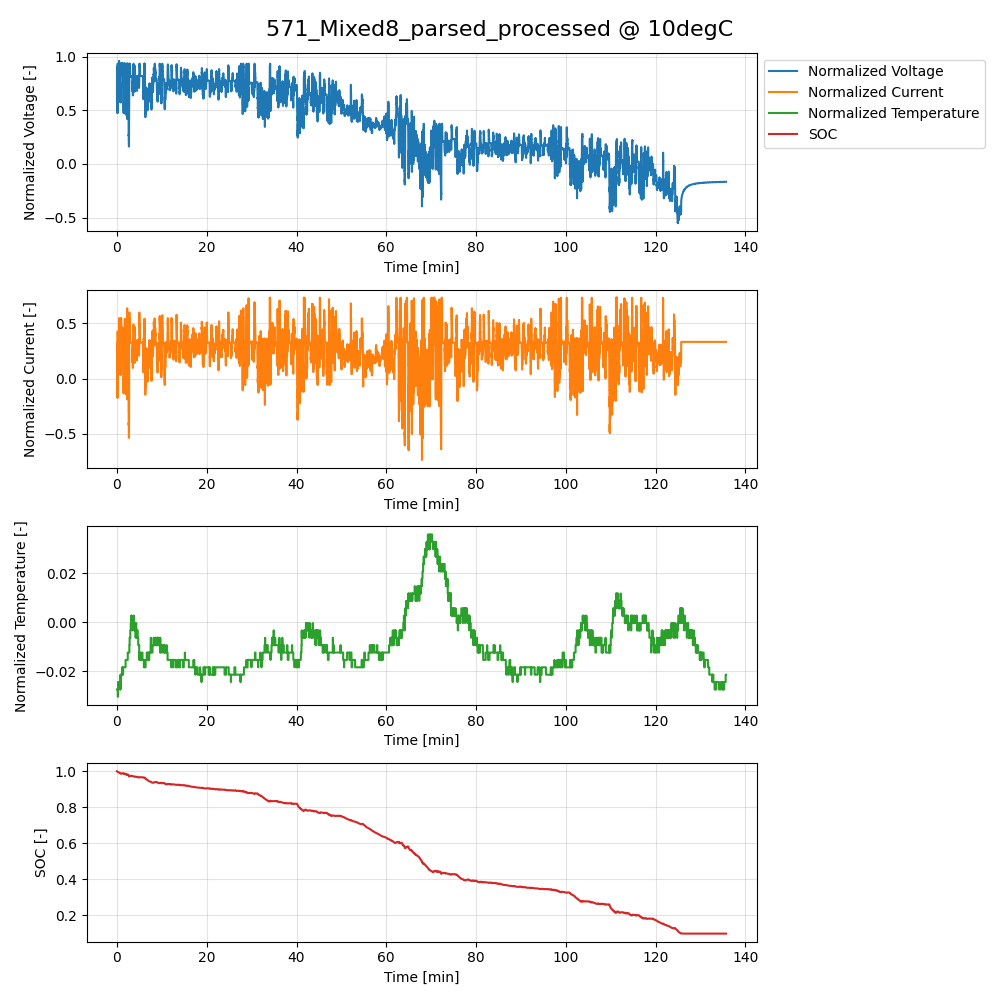 571_Mixed8_parsed_processed @ 10degC
Normalized Voltage [-]
1.0
0.5
0.0
−0.5
0 20 40 60 80 100 120 140
Time [min]
Normalized Voltage
Normalized Current
Normalized Temperature
SOC
Normalized Current [-]
0.5
0.0
−0.5
0 20 40 60 80 100 120 140
Time [min]
Normalized Temperature [-]
0.02
0.00
−0.02
0 20 40 60 80 100 120 140
Time [min]
SOC [-]
1.0
0.8
0.6
0.4
0.2
0 20 40 60 80 100 120 140
Time [min]